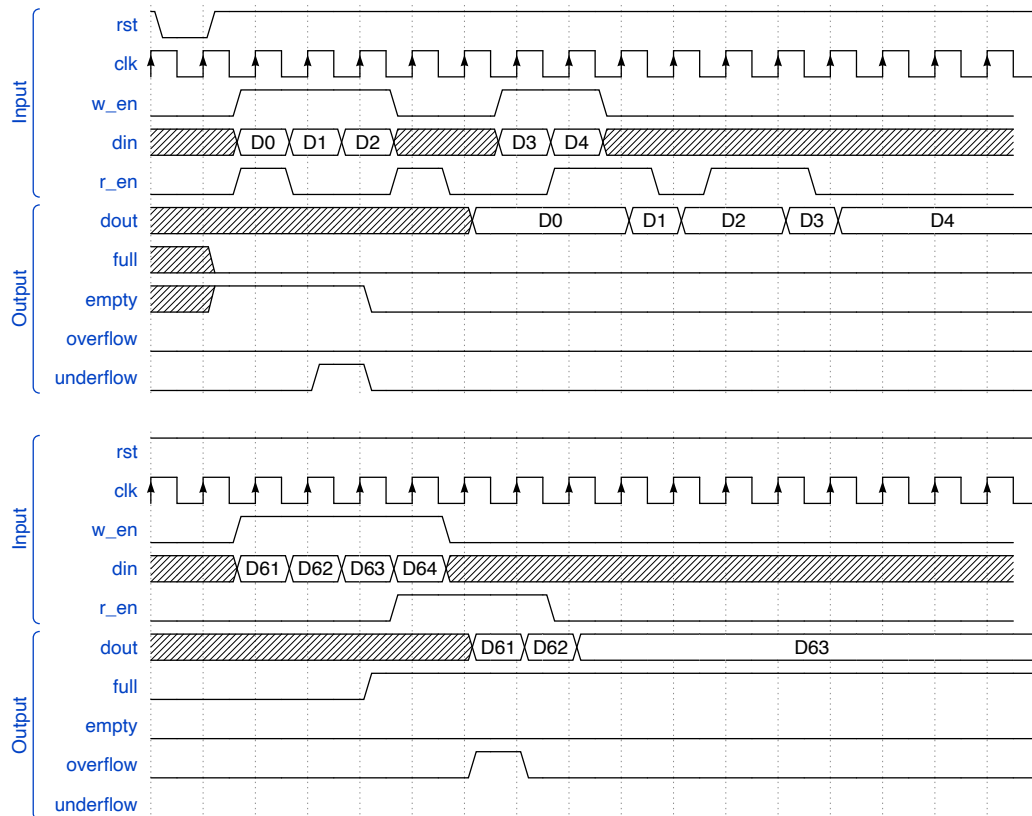 Input
rst
clk
w_en
din D0 D1 D2 D3 D4
r_en
Output
dout D0 D1 D2 D3 D4
full
empty
overflow
underflow
Input
rst
clk
w_en
din D61 D62 D63 D64
r_en
Output
dout D61 D62 D63
full
empty
overflow
underflow